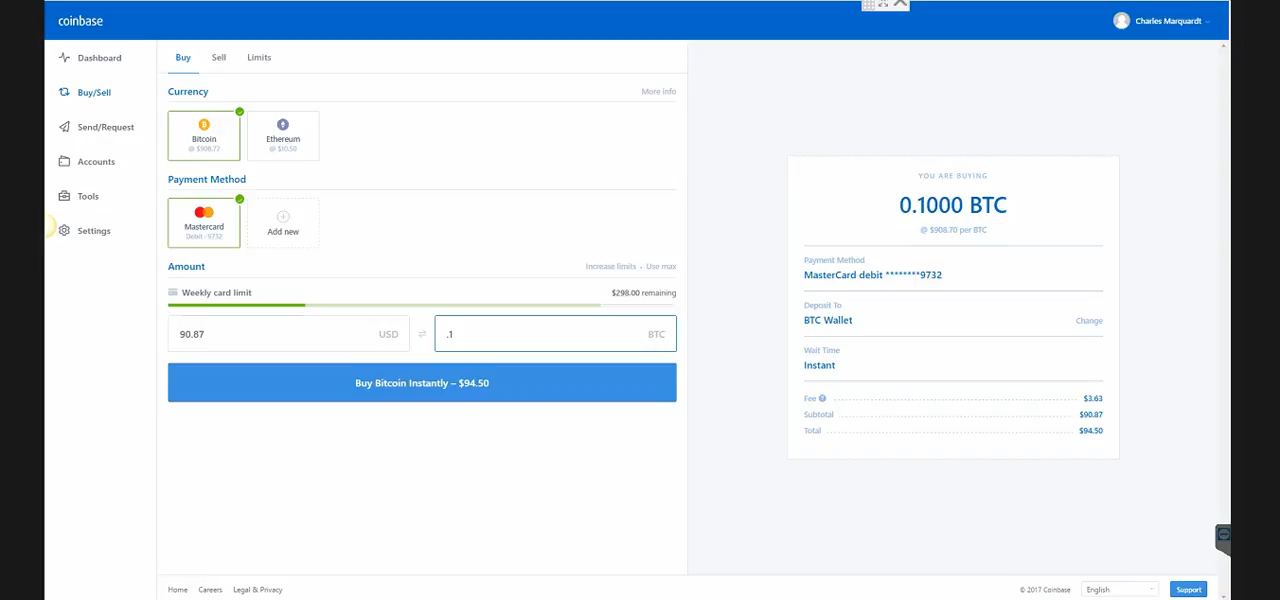 coinbase
Charles Marquardt
Dashboard
Buy/Sell
Send/Request
Accounts
Tools
Settings
Buy Sell Limits
Currency More info
Bitcoin
@ $908.77
Ethereum
@ $10.50
Payment Method
Mastercard
Debit - 9732
Add new
Amount Increase limits • Use max
Weekly card limit $298.00 remaining
90.87 USD .1 BTC
Buy Bitcoin Instantly – $94.50
YOU ARE BUYING
0.1000 BTC
@ $908.70 per BTC
Payment Method
MasterCard debit ********9732
Deposit To
BTC Wallet Change
Wait Time
Instant
Fee ? $3.63
Subtotal $90.87
Total $94.50
Home Careers Legal & Privacy © 2017 Coinbase English Support